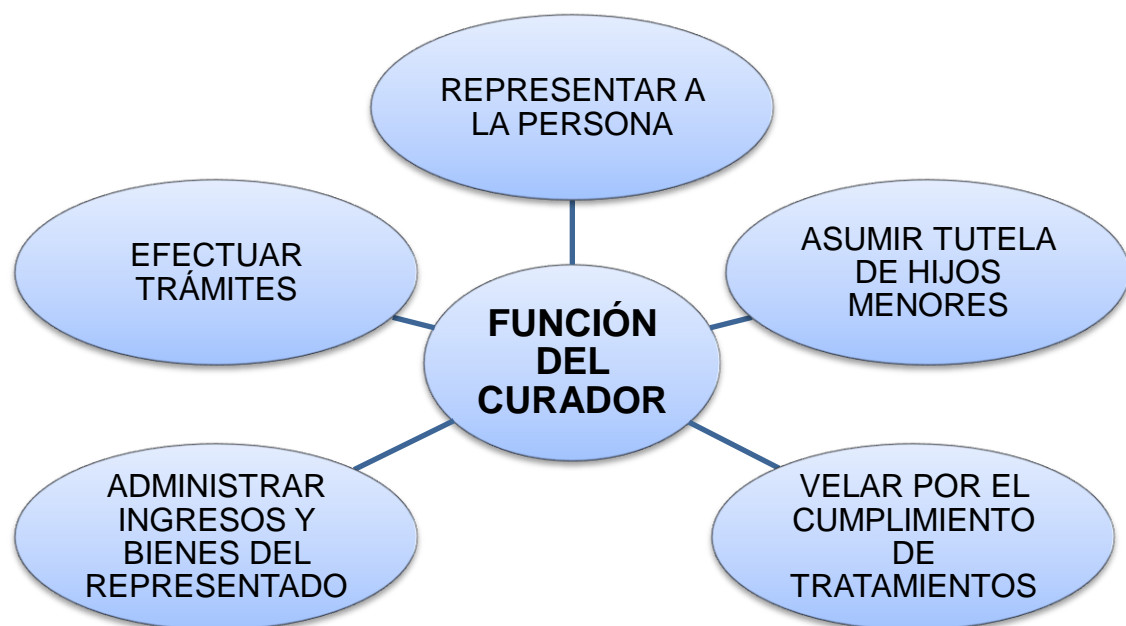 REPRESENTAR A
LA PERSONA
EFECTUAR
TRÁMITES
ASUMIR TUTELA
DE HIJOS
MENORES
FUNCIÓN
DEL
CURADOR
ADMINISTRAR
INGRESOS Y
BIENES DEL
REPRESENTADO
VELAR POR EL
CUMPLIMIENTO
DE
TRATAMIENTOS